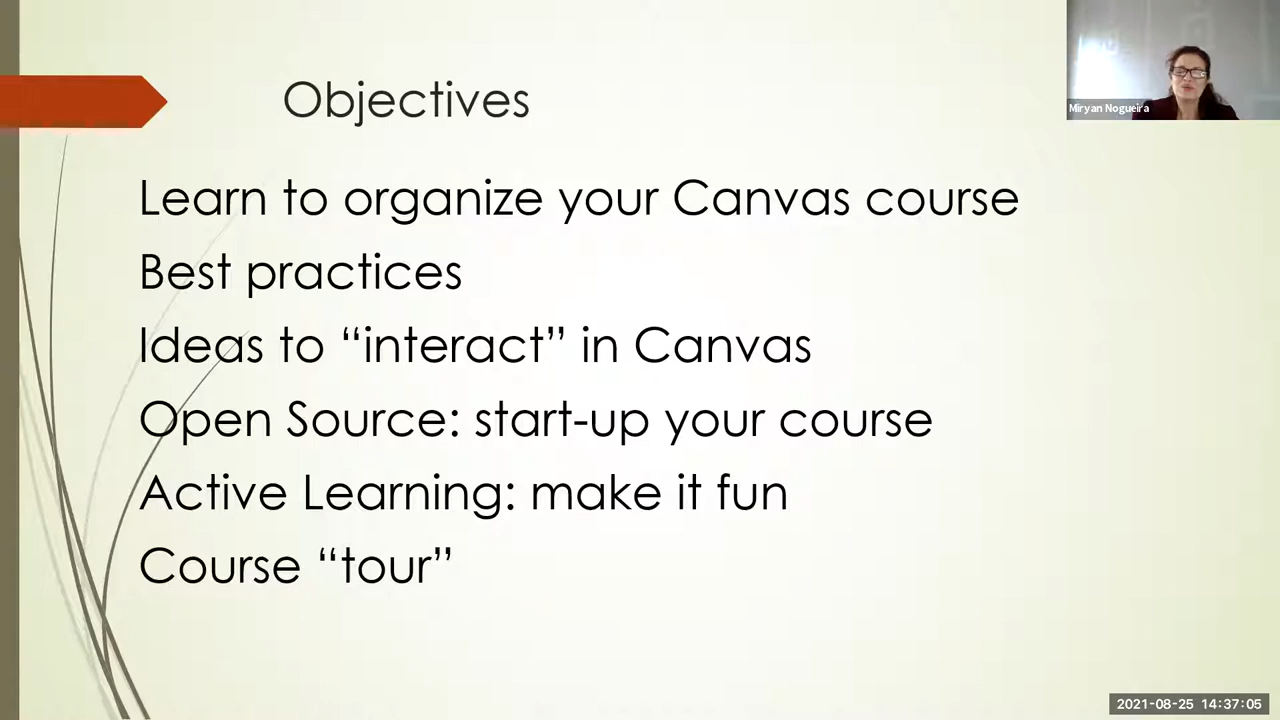 Objectives
Miryan Nogueira
Learn to organize your Canvas course
Best practices
Ideas to “interact” in Canvas
Open Source: start-up your course
Active Learning: make it fun
Course “tour”
2021-08-25 14:37:05